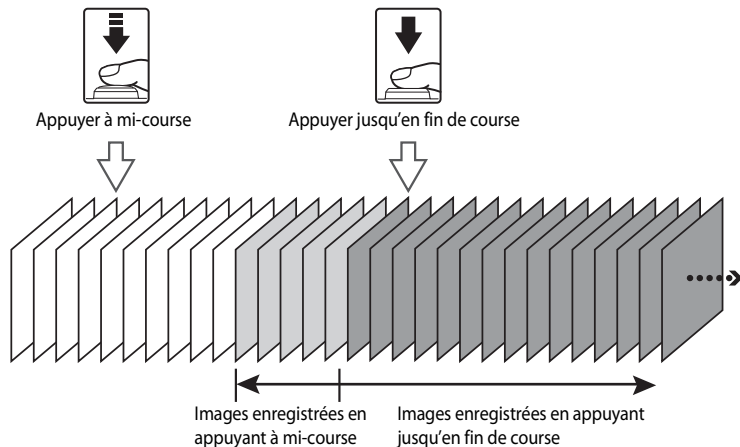 Appuyer à mi-course
Appuyer jusqu'en fin de course
Images enregistrées en
appuyant à mi-course
Images enregistrées en appuyant
jusqu'en fin de course